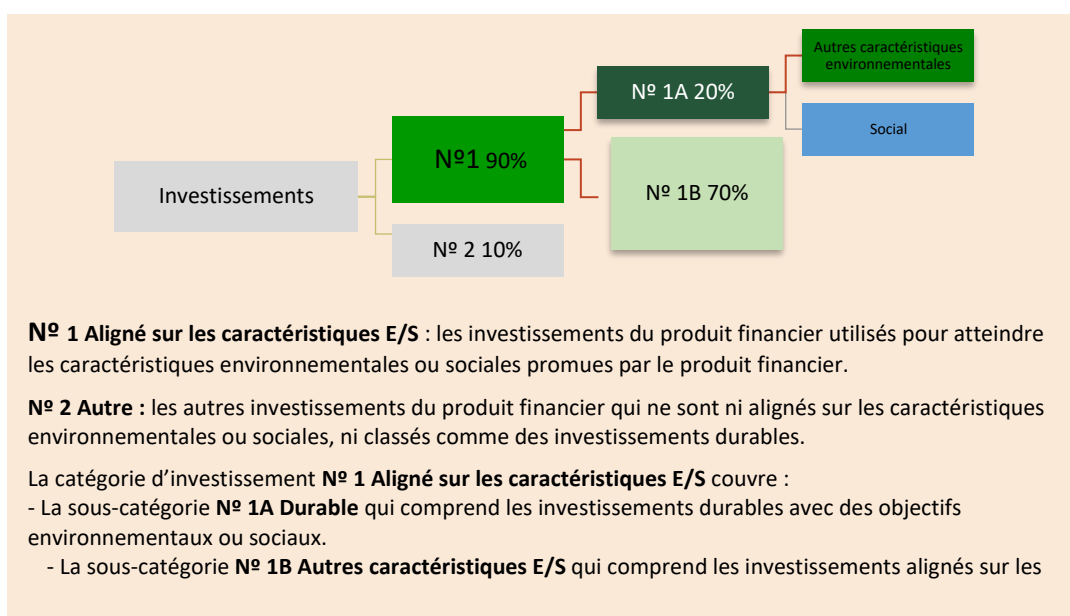 Autres caractéristiques
environnementales
Nº 1A 20%
Social
Nº1 90%
Nº 1B 70%
Investissements
Nº 2 10%
Nº 1 Aligné sur les caractéristiques E/S : les investissements du produit financier utilisés pour atteindre
les caractéristiques environnementales ou sociales promues par le produit financier.
Nº 2 Autre : les autres investissements du produit financier qui ne sont ni alignés sur les caractéristiques
environnementales ou sociales, ni classés comme des investissements durables.
La catégorie d’investissement Nº 1 Aligné sur les caractéristiques E/S couvre :
- La sous-catégorie Nº 1A Durable qui comprend les investissements durables avec des objectifs
environnementaux ou sociaux.
- La sous-catégorie Nº 1B Autres caractéristiques E/S qui comprend les investissements alignés sur les